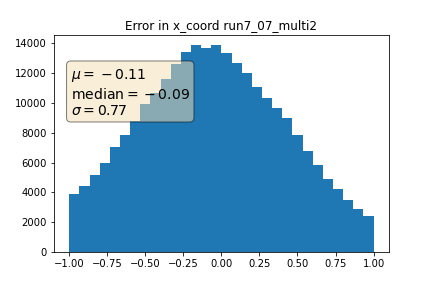 Error in x_coord run7_07_multi2
14000
12000
10000
8000
6000
4000
2000
0
μ = −0.11
median = −0.09
σ = 0.77
−1.00 −0.75 −0.50 −0.25 0.00 0.25 0.50 0.75 1.00